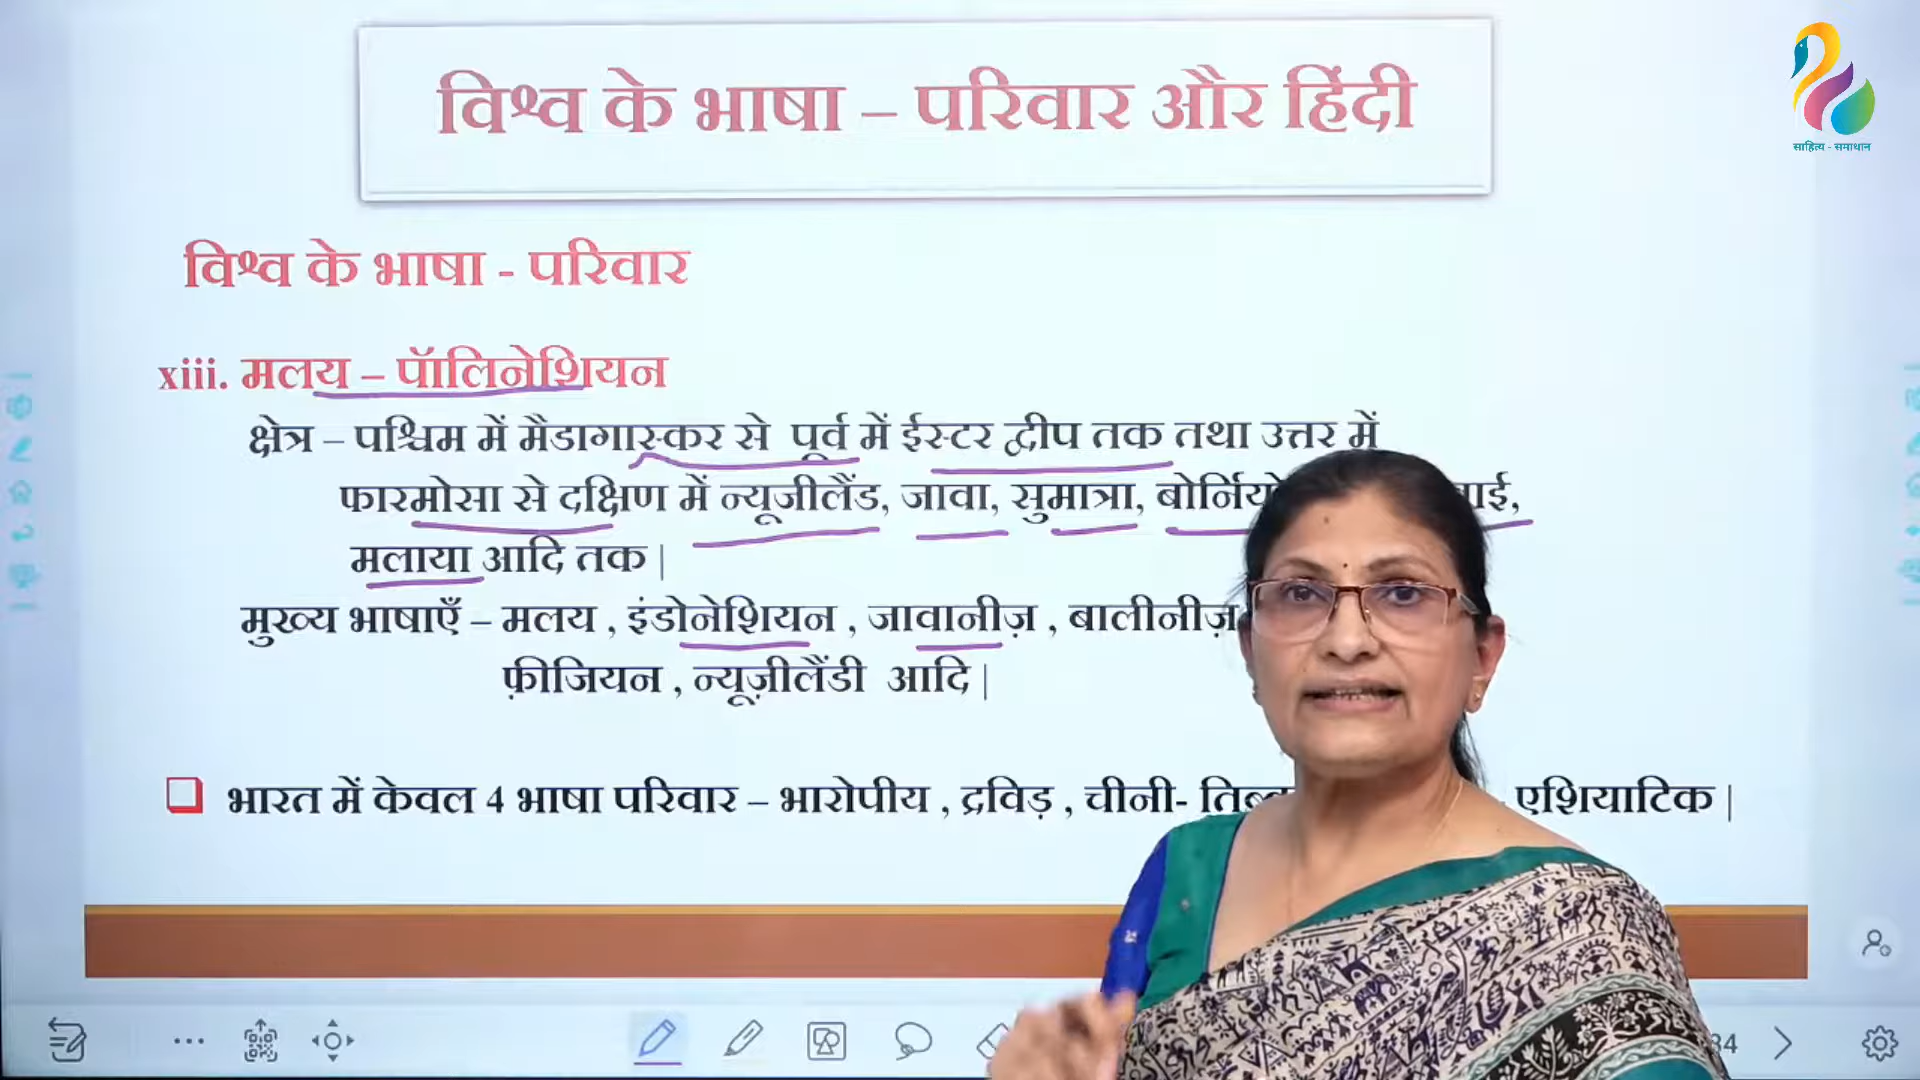 विश्व के भाषा – परिवार और हिंदी
साहित्य - समाधान
विश्व के भाषा - परिवार
xiii. मलय – पॉलिनेशियन
क्षेत्र – पश्चिम में मैडागास्कर से पूर्व में ईस्टर द्वीप तक तथा उत्तर में
फारमोसा से दक्षिण में न्यूजीलैंड, जावा, सुमात्रा,
मलाया आदि तक |
मुख्य भाषाएँ – मलय , इंडोनेशियन , जावानीज़ , बालीनीज़
फ़ीजियन , न्यूज़ीलैंडी आदि |
❑ भारत में केवल 4 भाषा परिवार – भारोपीय , द्रविड़ , चीनी- एशियाटिक |
34